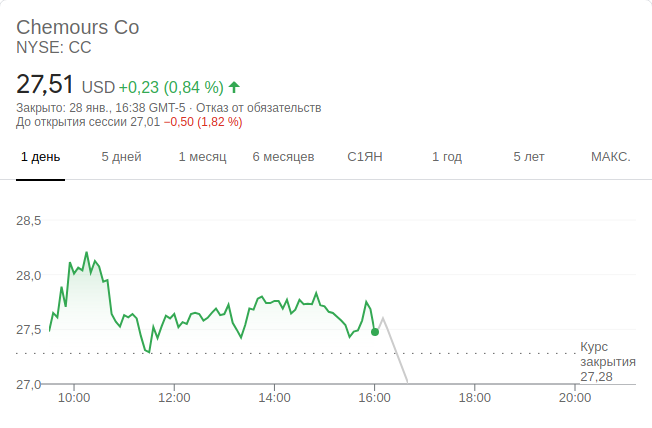 Chemours Co
NYSE: CC
27,51 USD +0,23 (0,84 %)
Закрыто: 28 янв., 16:38 GMT-5 · Отказ от обязательств
До открытия сессии 27,01 −0,50 (1,82 %)
1 день 5 дней 1 месяц 6 месяцев С1ЯН 1 год 5 лет МАКС.
28,5
28,0
27,5
Курс
закрытия
27,28
27,0
10:00 12:00 14:00 16:00 18:00 20:00